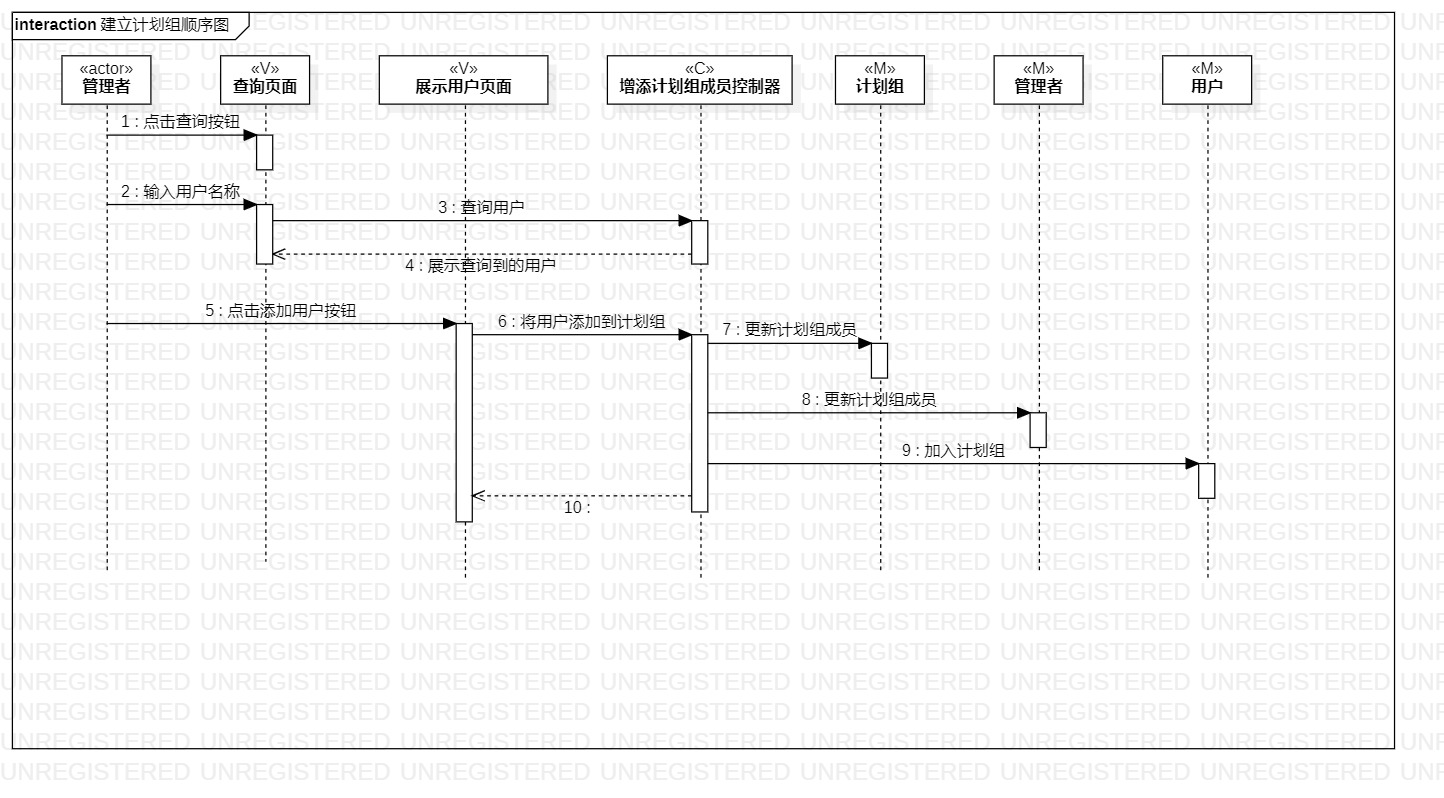 interaction 建立计划组顺序图
«actor»
管理者
«V»
查询页面
«V»
展示用户页面
«C»
增添计划组成员控制器
«M»
计划组
«M»
管理者
«M»
用户
1 : 点击查询按钮
2 : 输入用户名称
3 : 查询用户
4 : 展示查询到的用户
5 : 点击添加用户按钮
6 : 将用户添加到计划组
7 : 更新计划组成员
8 : 更新计划组成员
9 : 加入计划组
10 :
UNREGISTERED